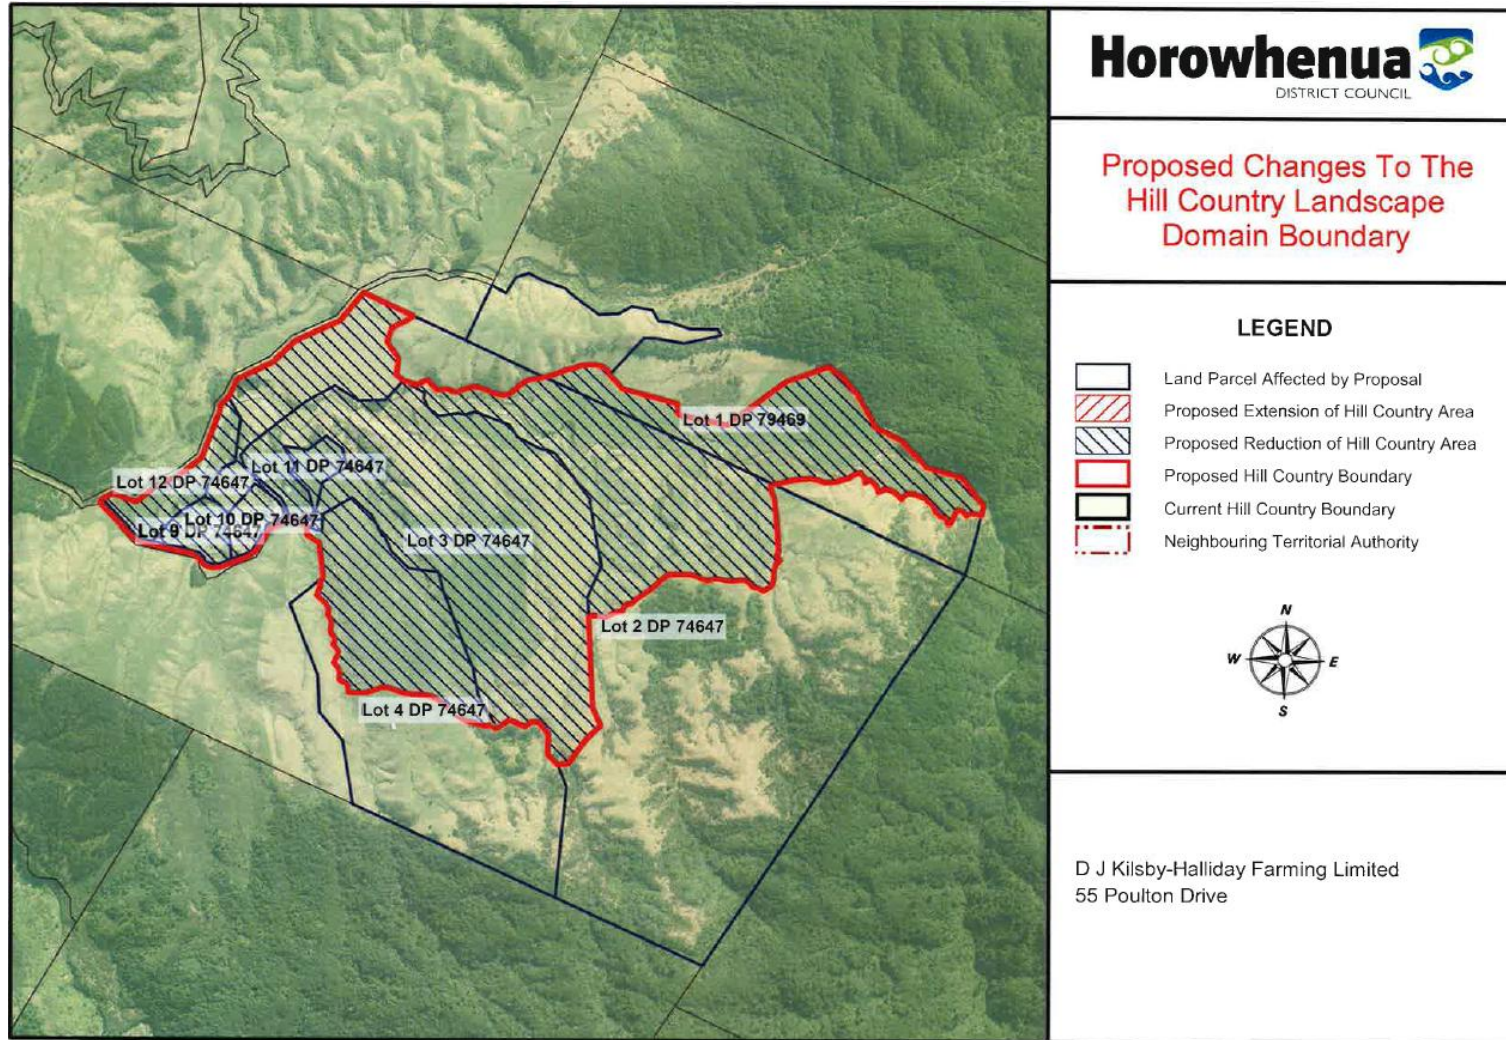 Horowhenua
DISTRICT COUNCIL
Proposed Changes To The
Hill Country Landscape
Domain Boundary
LEGEND
Land Parcel Affected by Proposal
Proposed Extension of Hill Country Area
Proposed Reduction of Hill Country Area
Proposed Hill Country Boundary
Current Hill Country Boundary
Neighbouring Territorial Authority
N
W
E
S
D J Kilsby-Halliday Farming Limited
55 Poulton Drive
Lot 1 DP 79469
Lot 11 DP 74647
Lot 12 DP 74647
Lot 10 DP 74647
Lot 9 DP 74647
Lot 3 DP 74647
Lot 2 DP 74647
Lot 4 DP 74647